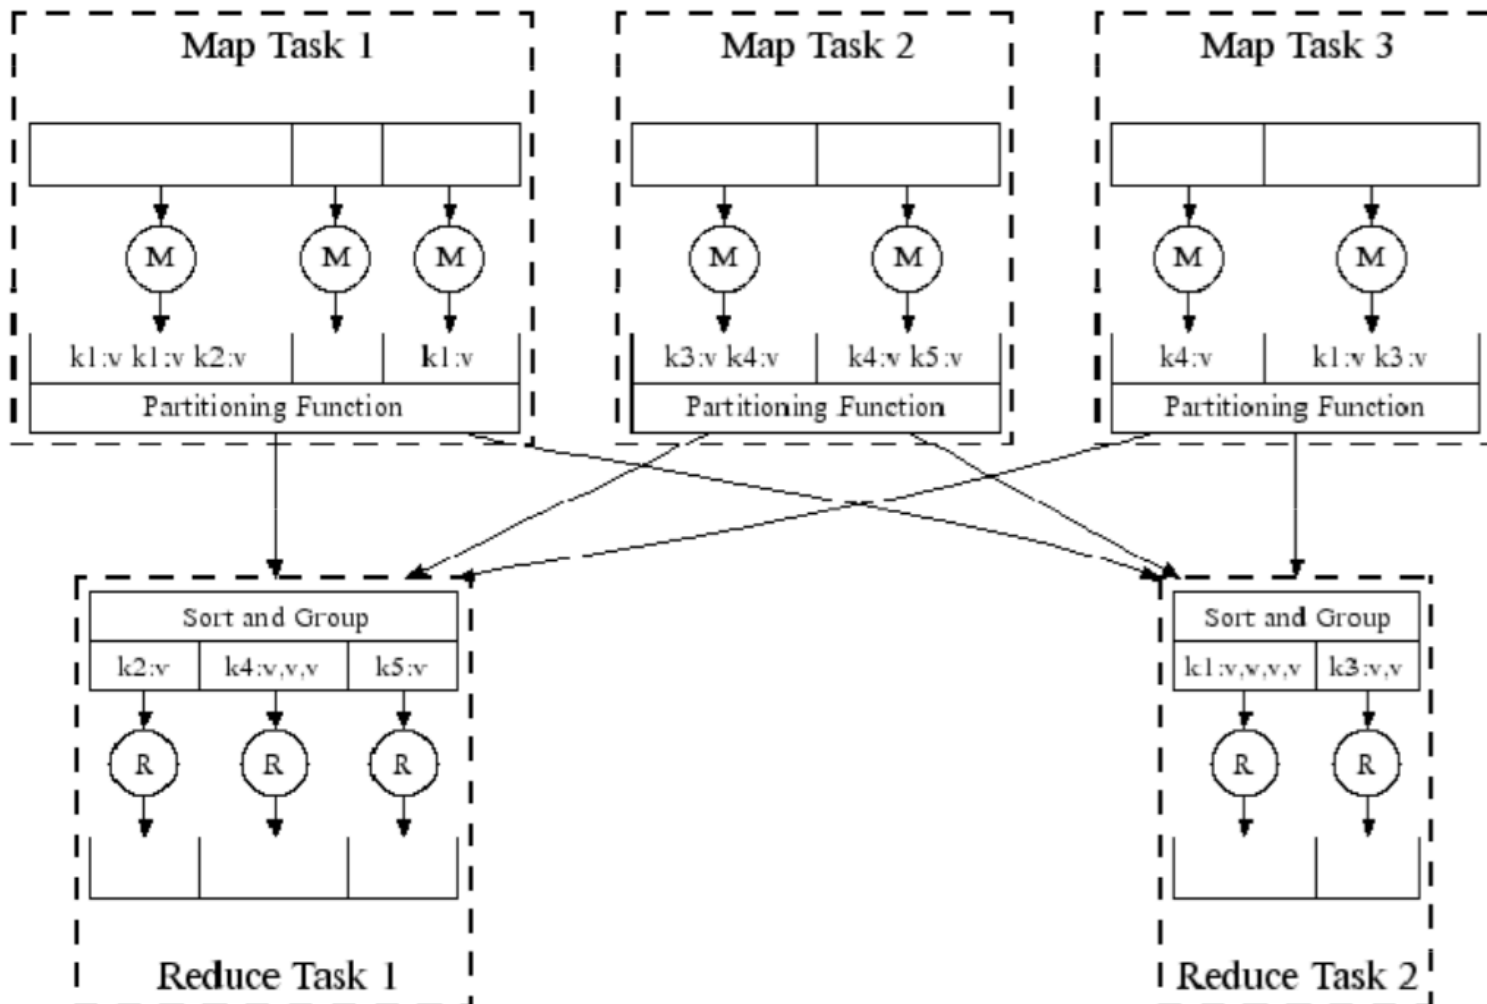 Map Task 1
Map Task 2
Map Task 3
M
M
M
M
M
M
M
k1:v k1:v k2:v
k1:v
k3:v k4:v
k4:v k5:v
k4:v
k1:v k3:v
Partitioning Function
Partitioning Function
Partitioning Function
Sort and Group
Sort and Group
k2:v
k4:v,v,v
k5:v
k1:v,v,v,v
k3:v,v
R
R
R
R
R
Reduce Task 1
Reduce Task 2